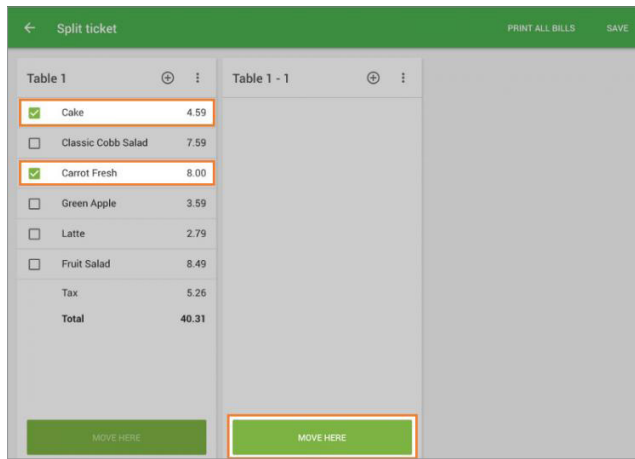 Split ticket PRINT ALL BILLS SAVE
Table 1 Table 1 - 1
Cake 4.59
Classic Cobb Salad 7.59
Carrot Fresh 8.00
Green Apple 3.59
Latte 2.79
Fruit Salad 8.49
Tax 5.26
Total 40.31
MOVE HERE MOVE HERE